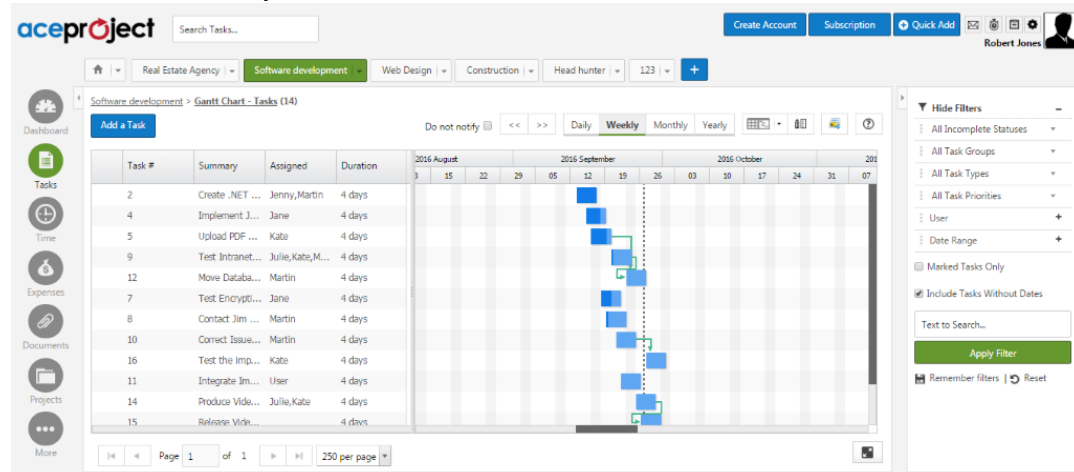 aceproject
Search Tasks...
Create Account
Subscription
Quick Add
Robert Jones
Real Estate Agency
Software development
Web Design
Construction
Head hunter
123
+
Dashboard
Tasks
Time
Expenses
Documents
Projects
More
Software development > Gantt Chart - Tasks (14)
Add a Task
Do not notify
<< >>
Daily Weekly Monthly Yearly
Task # Summary Assigned Duration
2016 August 2016 September 2016 October 201
15 22 29 05 12 19 26 03 10 17 24 31 07
2 Create .NET ... Jenny,Martin 4 days
4 Implement J... Jane 4 days
5 Upload PDF ... Kate 4 days
9 Test Intranet... Julie,Kate,M... 4 days
12 Move Databa... Martin 4 days
7 Test Encrypti... Jane 4 days
8 Contact Jim ... Martin 4 days
10 Correct Issue... Martin 4 days
16 Test the imp... Kate 4 days
11 Integrate Im... User 4 days
14 Produce Vide... Julie,Kate 4 days
15 Release Vide... 4 days
Page 1 of 1 250 per page
Hide Filters
All Incomplete Statuses
All Task Groups
All Task Types
All Task Priorities
User +
Date Range +
Marked Tasks Only
Include Tasks Without Dates
Text to Search...
Apply Filter
Remember filters | Reset